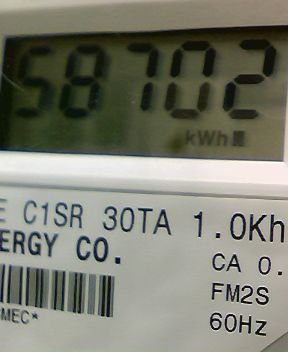 58702
kWh
E C1SR 30TA 1.0Kh
ERGY CO.
CA 0.
FM2S
MEC*
60Hz